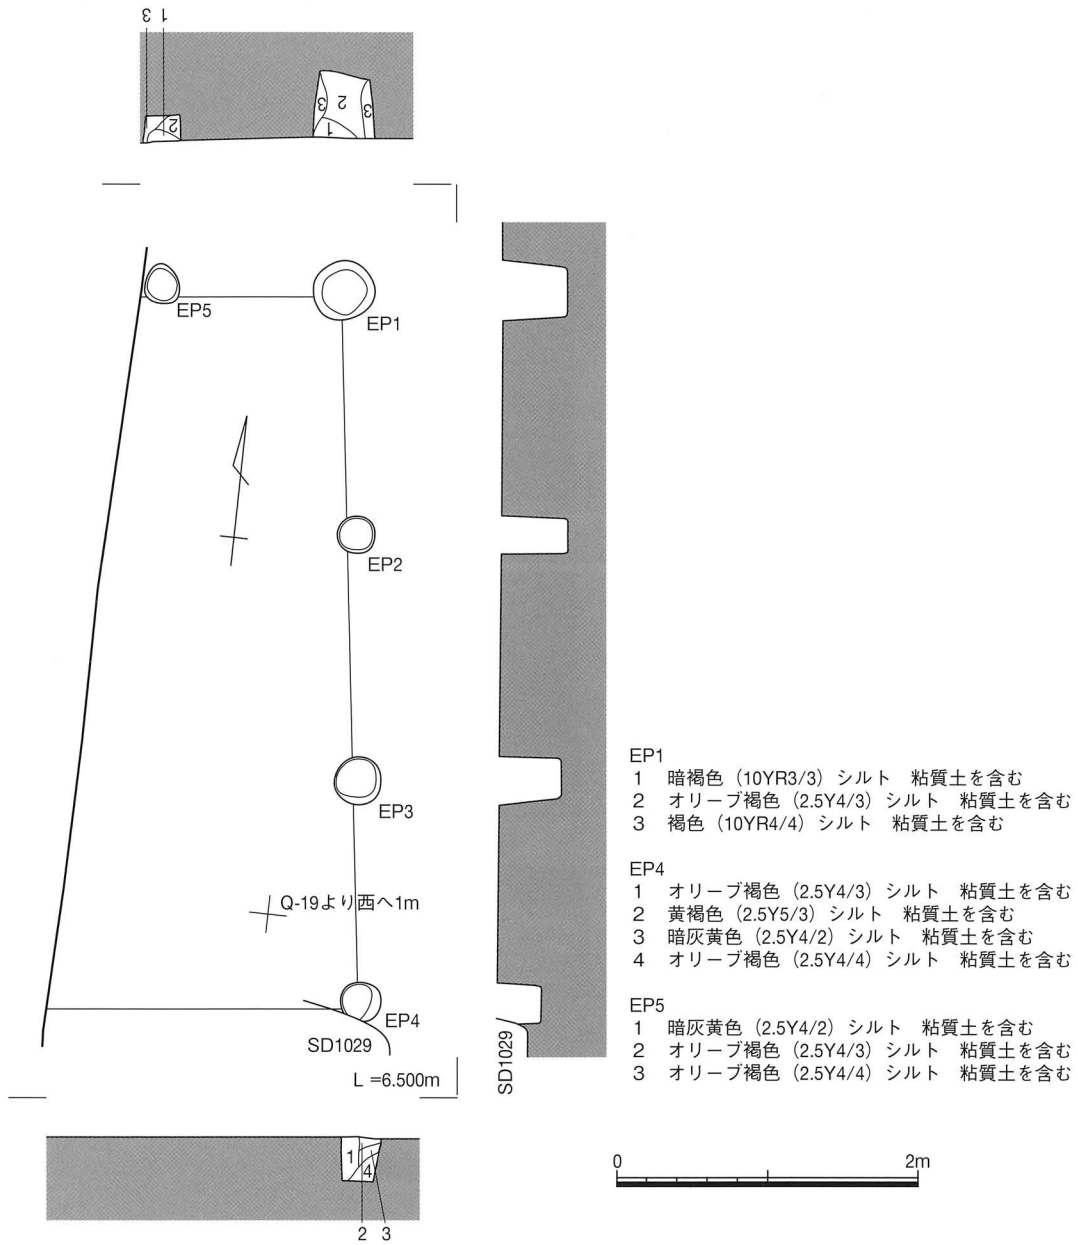 3 1
2
3 2 3
1
EP5
EP1
EP2
EP3
Q-19より西へ1m
EP4
SD1029
L =6.500m
SD1029
1
4
2 3
EP1
1 暗褐色（10YR3/3）シルト 粘質土を含む
2 オリーブ褐色（2.5Y4/3）シルト 粘質土を含む
3 褐色（10YR4/4）シルト 粘質土を含む
EP4
1 オリーブ褐色（2.5Y4/3）シルト 粘質土を含む
2 黄褐色（2.5Y5/3）シルト 粘質土を含む
3 暗灰黄色（2.5Y4/2）シルト 粘質土を含む
4 オリーブ褐色（2.5Y4/4）シルト 粘質土を含む
EP5
1 暗灰黄色（2.5Y4/2）シルト 粘質土を含む
2 オリーブ褐色（2.5Y4/3）シルト 粘質土を含む
3 オリーブ褐色（2.5Y4/4）シルト 粘質土を含む
0 2m